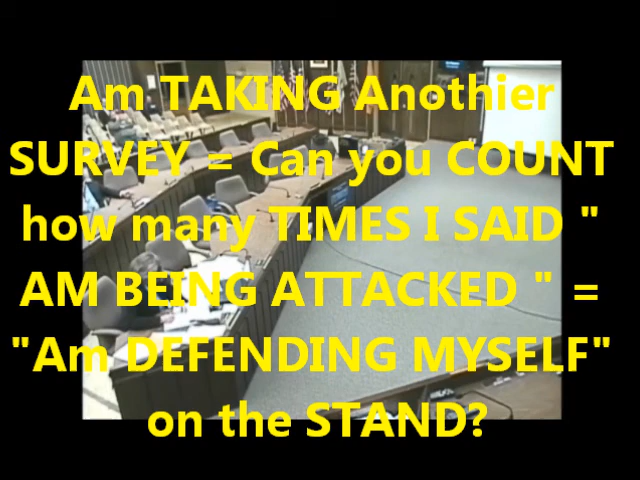 Am TAKING Anothier
SURVEY = Can you COUNT
how many TIMES I SAID "
AM BEING ATTACKED " =
"Am DEFENDING MYSELF"
on the STAND?